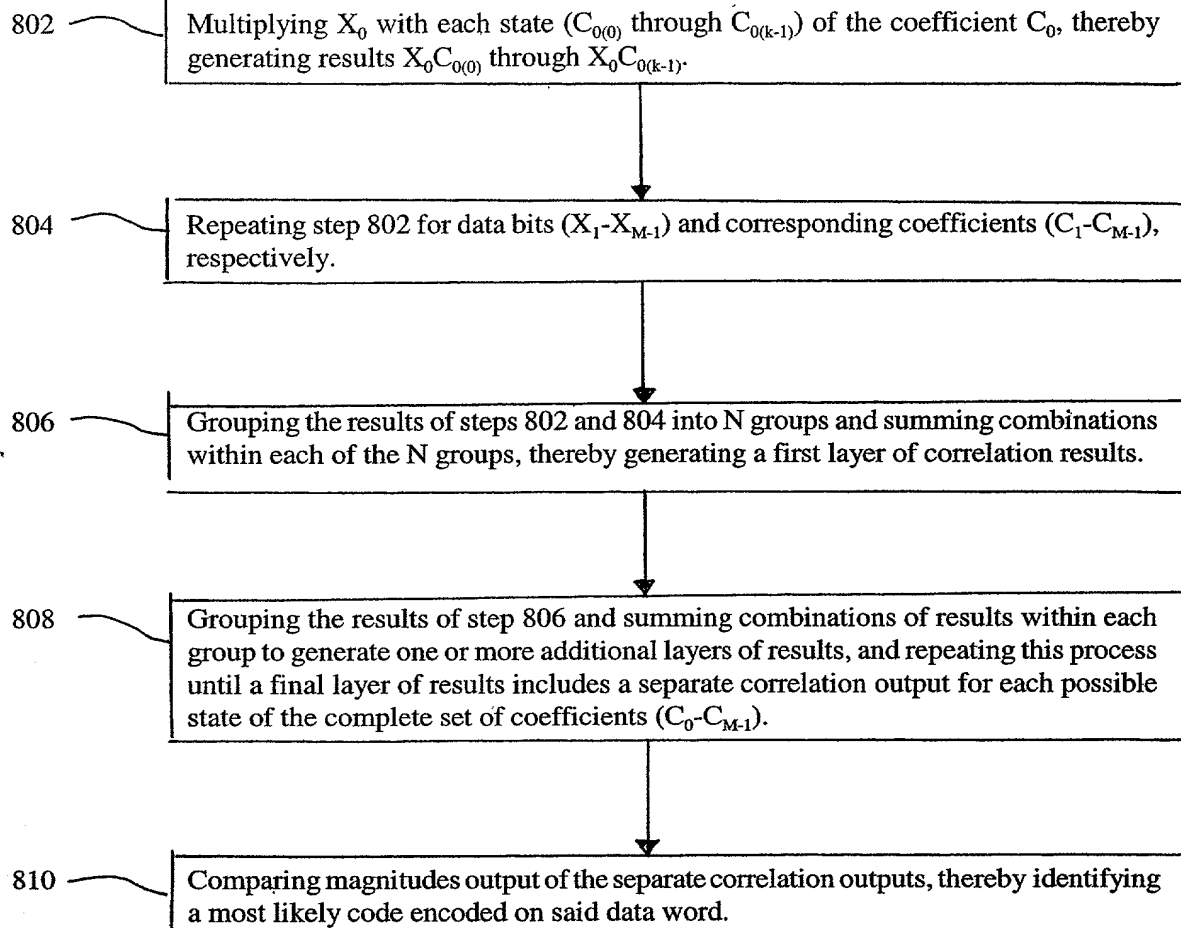 802
Multiplying X₀ with each state (C₀₍₀₎ through C₀₍ₖ₋₁₎) of the coefficient C₀, thereby
generating results X₀C₀₍₀₎ through X₀C₀₍ₖ₋₁₎.
804
Repeating step 802 for data bits (X₁-X_{M-1}) and corresponding coefficients (C₁-C_{M-1}),
respectively.
806
Grouping the results of steps 802 and 804 into N groups and summing combinations
within each of the N groups, thereby generating a first layer of correlation results.
808
Grouping the results of step 806 and summing combinations of results within each
group to generate one or more additional layers of results, and repeating this process
until a final layer of results includes a separate correlation output for each possible
state of the complete set of coefficients (C₀-C_{M-1}).
810
Comparing magnitudes output of the separate correlation outputs, thereby identifying
a most likely code encoded on said data word.